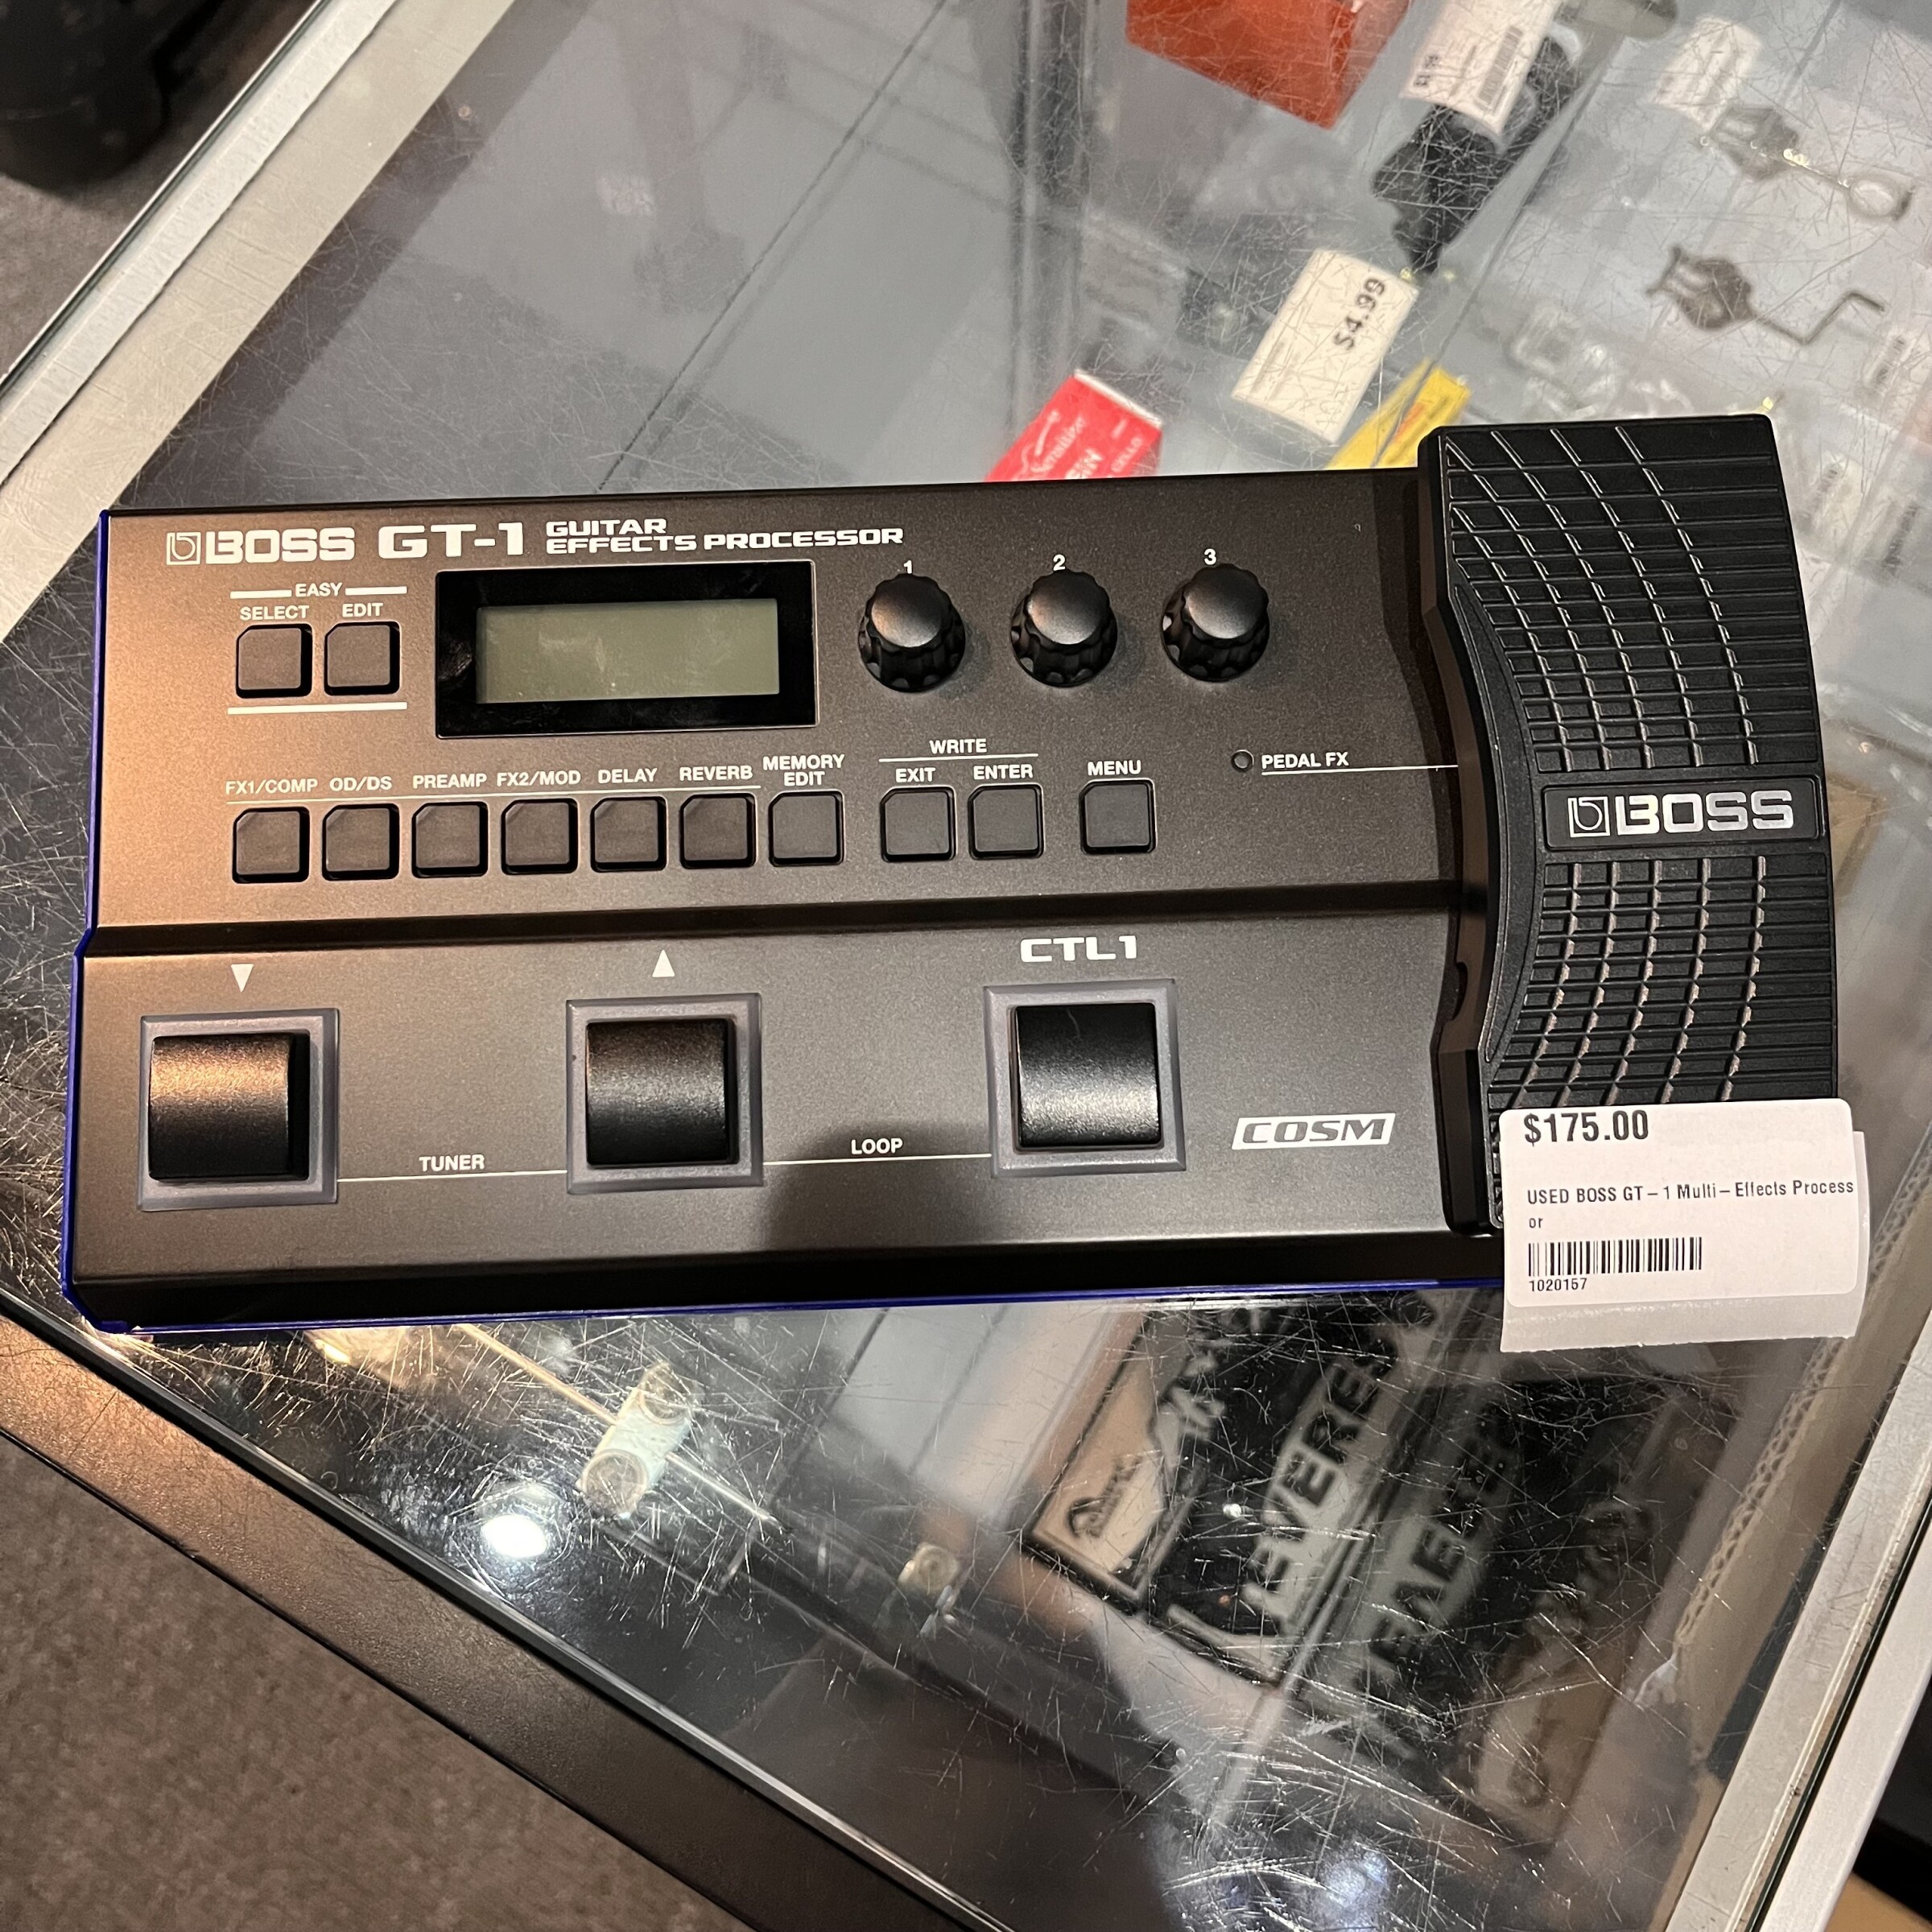 $4.99
Sensitive
CELLO
BOSS GT-1 GUITAR
EFFECTS PROCESSOR
EASY
SELECT EDIT
1 2 3
WRITE
FX1/COMP OD/DS PREAMP FX2/MOD DELAY REVERB MEMORY
EDIT EXIT ENTER MENU
PEDAL FX
BOSS
CTL1
TUNER
LOOP
COSM
$175.00
USED BOSS GT-1 Multi-Effects Process
or
1020157